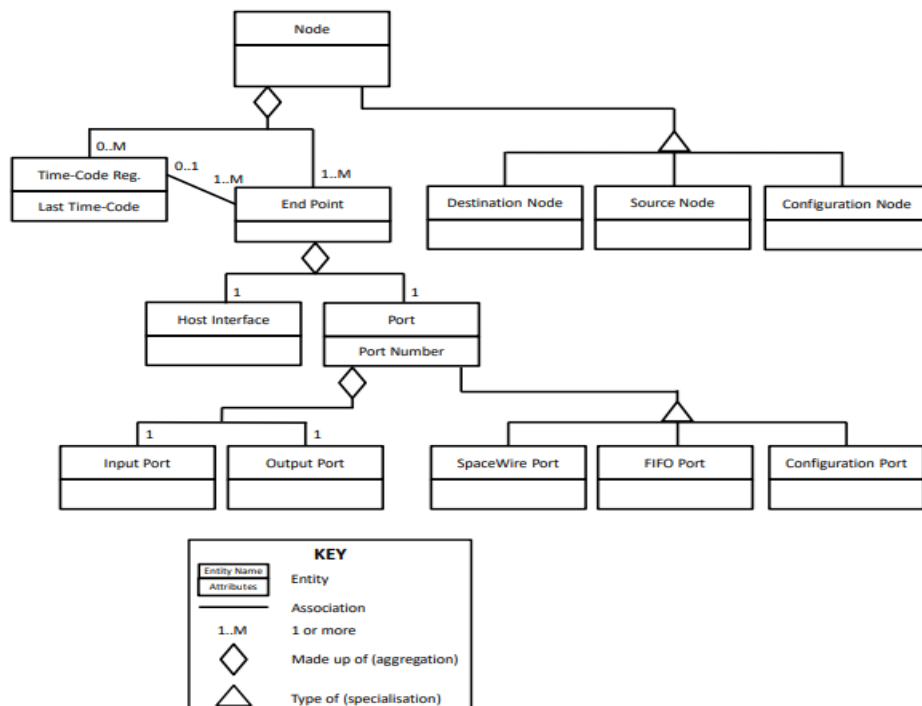 Node
0..M
Time-Code Reg.
Last Time-Code
0..1
1..M
1..M
End Point
Destination Node
Source Node
Configuration Node
1
1
Host Interface
Port
Port Number
1
1
Input Port
Output Port
SpaceWire Port
FIFO Port
Configuration Port
KEY
Entity Name
Attributes
Entity
Association
1..M
1 or more
Made up of (aggregation)
Type of (specialisation)